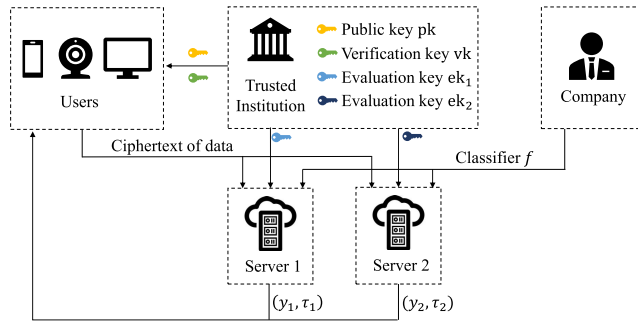 Public key pk
Verification key vk
Evaluation key ek₁
Evaluation key ek₂
Trusted
Institution
Users
Company
Ciphertext of data
Classifier f
Server 1
Server 2
(y₁, τ₁)
(y₂, τ₂)